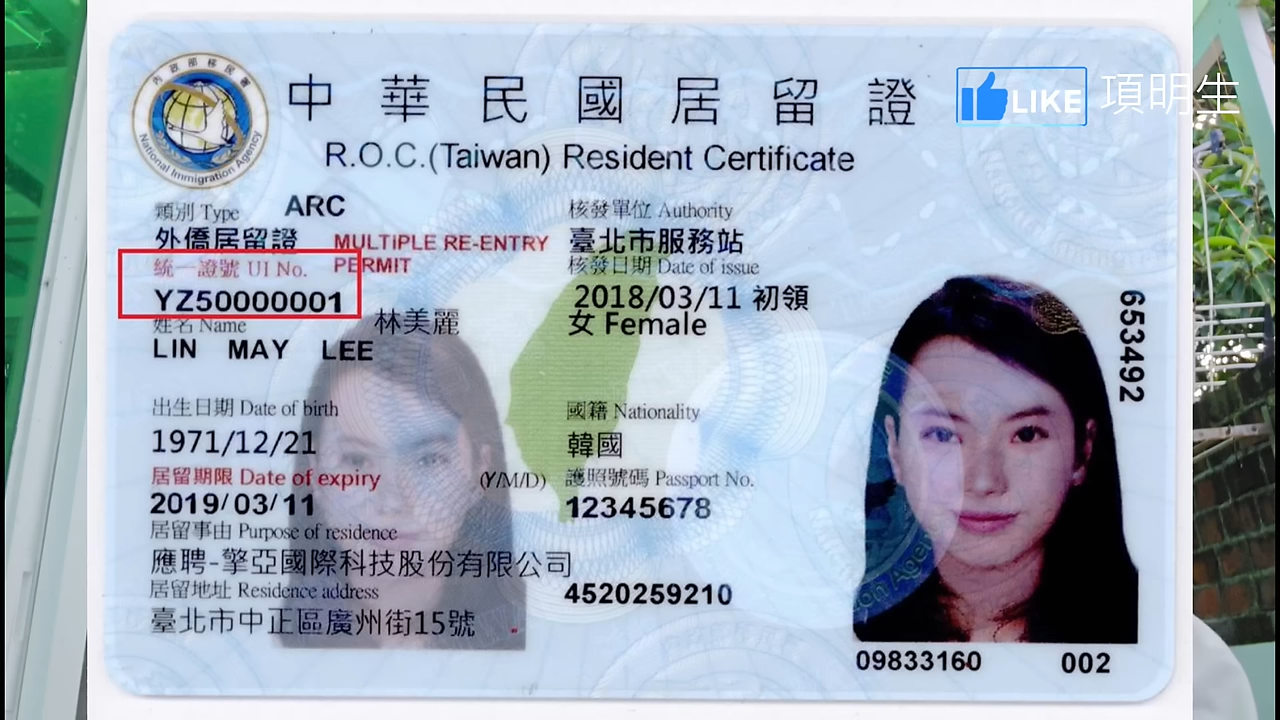 LIKE 項明生
內政部移民署
National Immigration Agency
中華民國居留證
R.O.C.(Taiwan) Resident Certificate
類別 Type ARC
外僑居留證 MULTiPLE RE-ENTRY
PERMIT
核發單位 Authority
臺北市服務站
統一證號 UI No.
YZ50000001
核發日期 Date of issue
2018/03/11 初領
姓名 Name 林美麗
女 Female
LIN MAY LEE
653492
出生日期 Date of birth
1971/12/21
國籍 Nationality
韓國
居留期限 Date of expiry (Y/M/D)
2019/03/11
護照號碼 Passport No.
12345678
居留事由 Purpose of residence
應聘-擎亞國際科技股份有限公司
居留地址 Residence address
臺北市中正區廣州街15號
4520259210
09833160 002